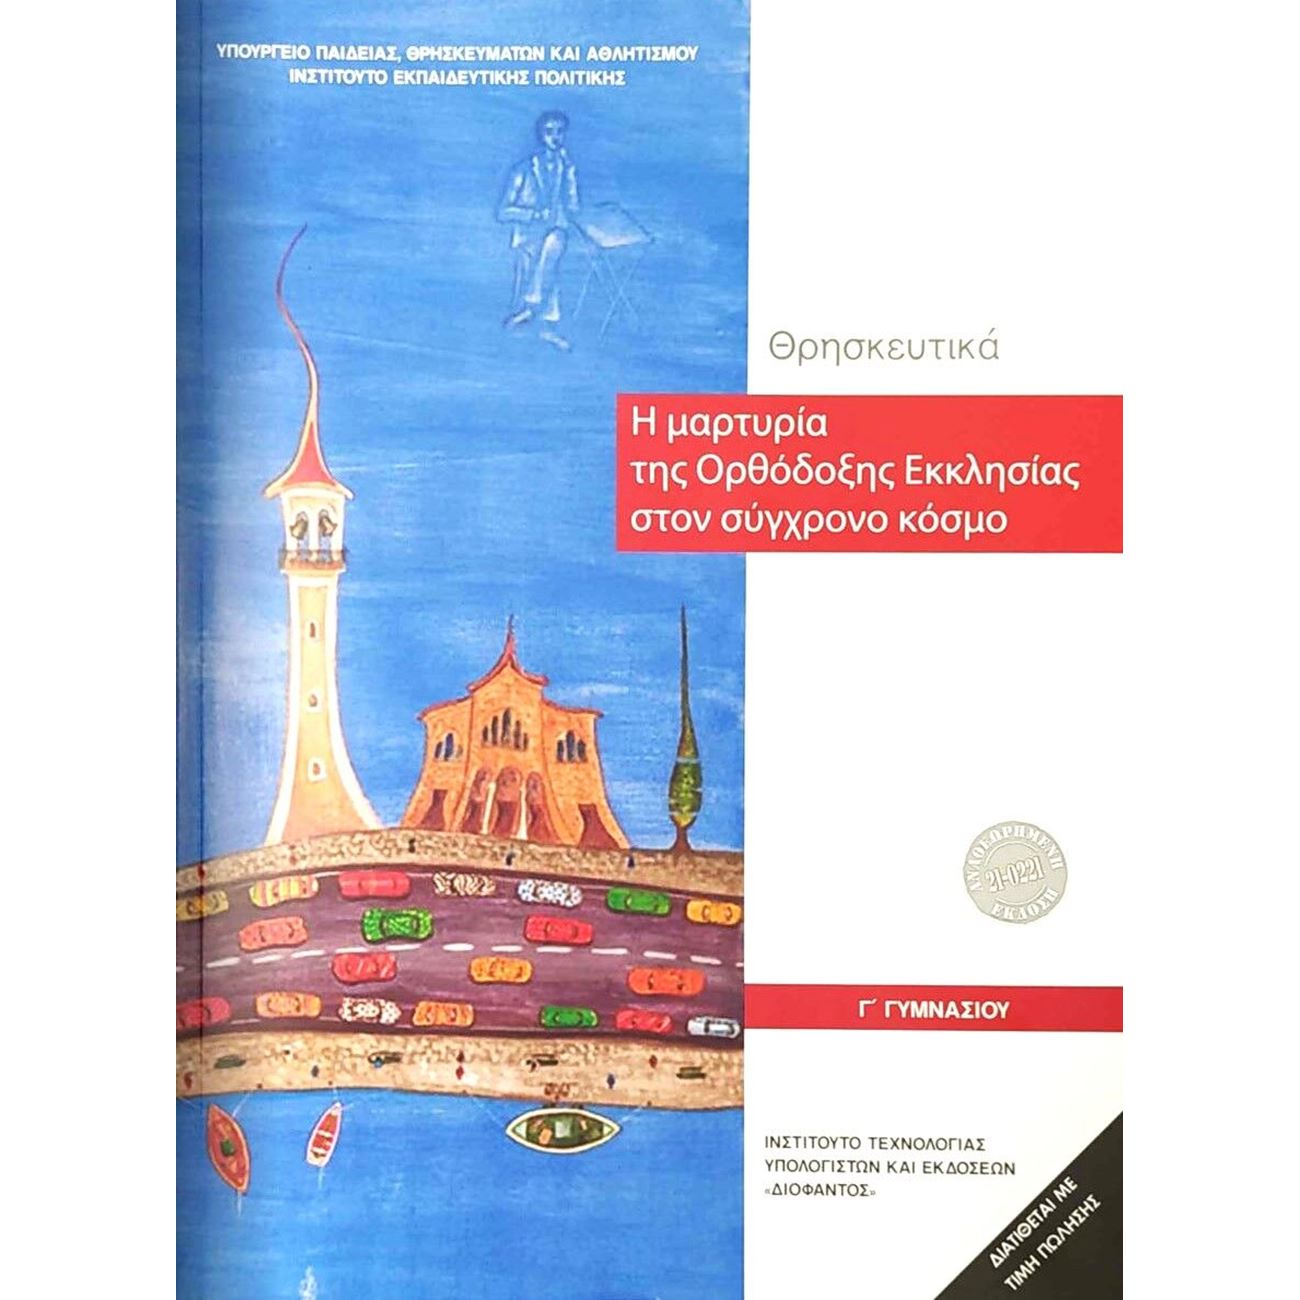 ΥΠΟΥΡΓΕΙΟ ΠΑΙΔΕΙΑΣ, ΘΡΗΣΚΕΥΜΑΤΩΝ ΚΑΙ ΑΘΛΗΤΙΣΜΟΥ
ΙΝΣΤΙΤΟΥΤΟ ΕΚΠΑΙΔΕΥΤΙΚΗΣ ΠΟΛΙΤΙΚΗΣ
Θρησκευτικά
Η μαρτυρία
της Ορθόδοξης Εκκλησίας
στον σύγχρονο κόσμο
ΑΝΑΘΕΩΡΗΜΕΝΗ
21-0221
ΕΚΔΟΣΗ
Γ΄ ΓΥΜΝΑΣΙΟΥ
ΙΝΣΤΙΤΟΥΤΟ ΤΕΧΝΟΛΟΓΙΑΣ
ΥΠΟΛΟΓΙΣΤΩΝ ΚΑΙ ΕΚΔΟΣΕΩΝ
«ΔΙΟΦΑΝΤΟΣ»
ΔΙΑΤΙΘΕΤΑΙ ΜΕ
ΤΙΜΗ ΠΩΛΗΣΗΣ